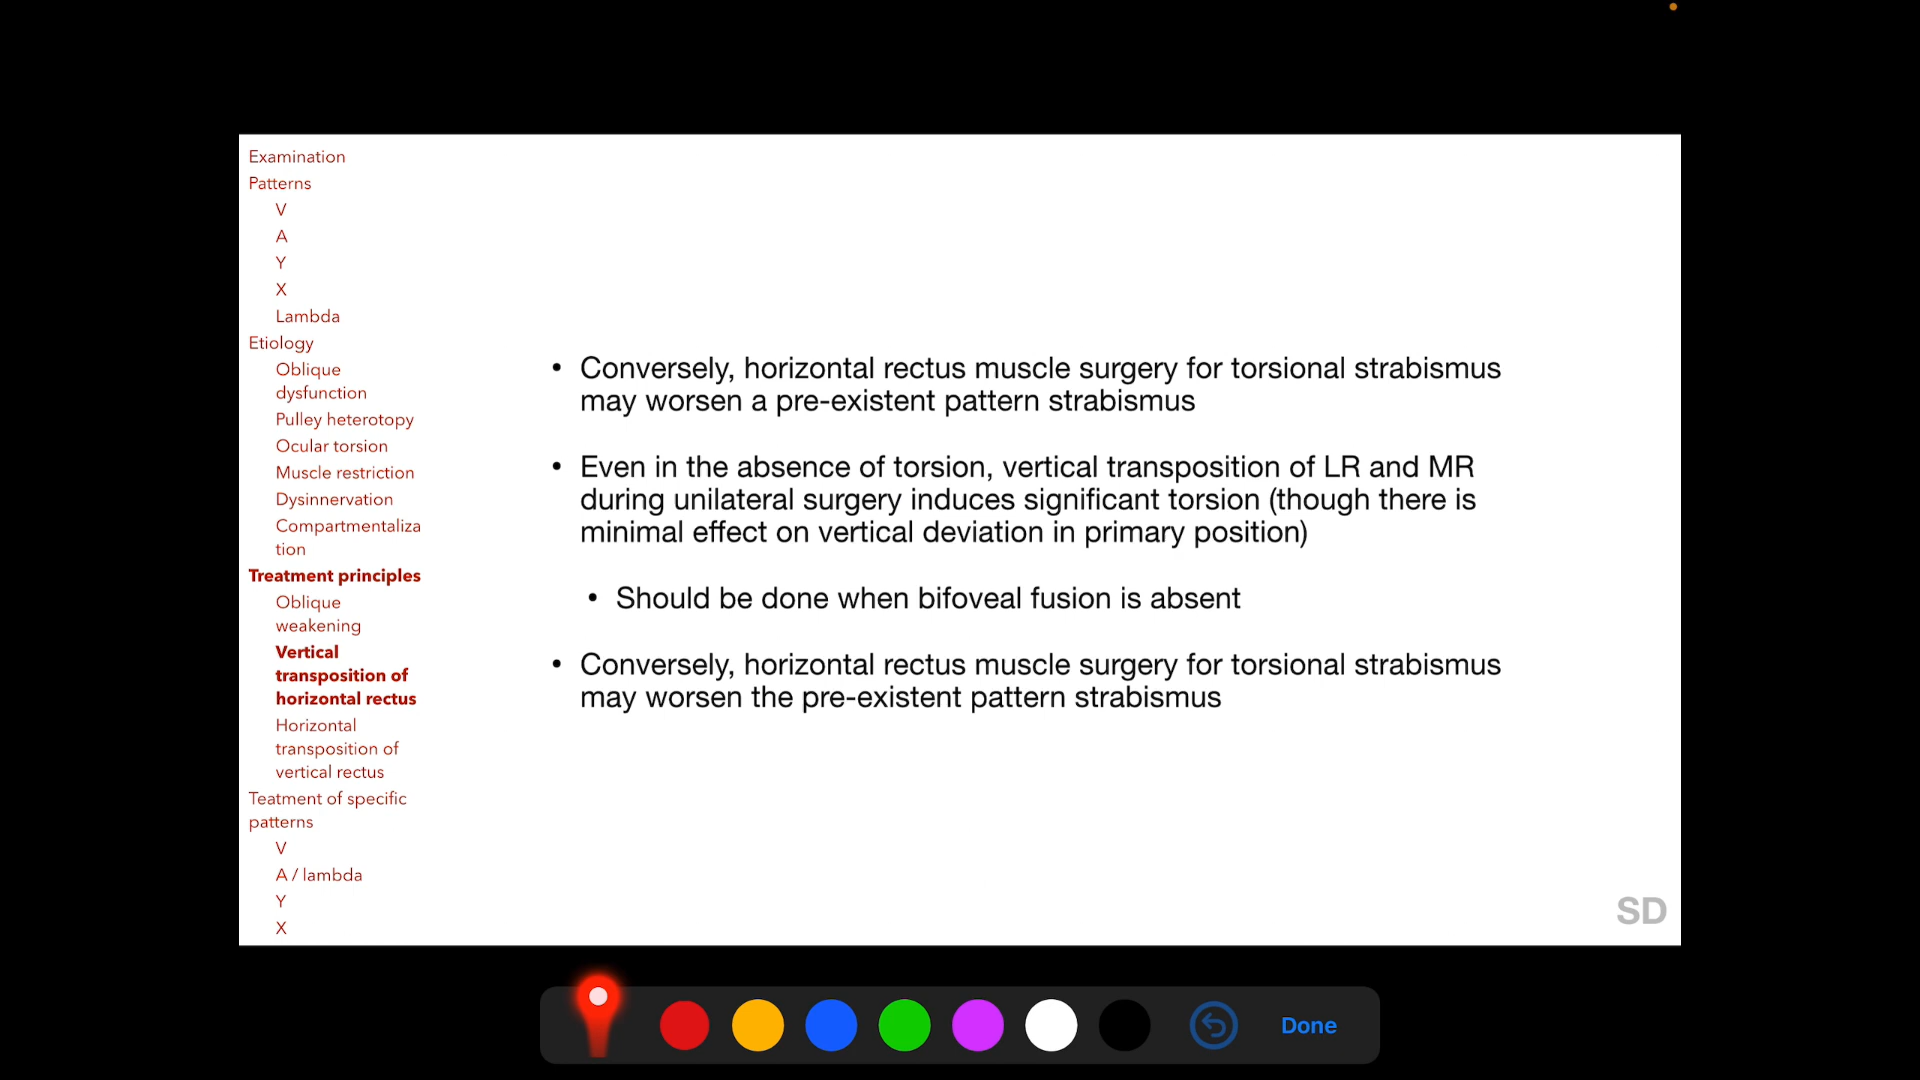 Examination
Patterns
V
A
Y
X
Lambda
Etiology
Oblique
dysfunction
Pulley heterotopy
Ocular torsion
Muscle restriction
Dysinnervation
Compartmentaliza
tion
Treatment principles
Oblique
weakening
Vertical
transposition of
horizontal rectus
Horizontal
transposition of
vertical rectus
Teatment of specific
patterns
V
A / lambda
Y
X
• Conversely, horizontal rectus muscle surgery for torsional strabismus
may worsen a pre-existent pattern strabismus
• Even in the absence of torsion, vertical transposition of LR and MR
during unilateral surgery induces significant torsion (though there is
minimal effect on vertical deviation in primary position)
• Should be done when bifoveal fusion is absent
• Conversely, horizontal rectus muscle surgery for torsional strabismus
may worsen the pre-existent pattern strabismus
SD
Done